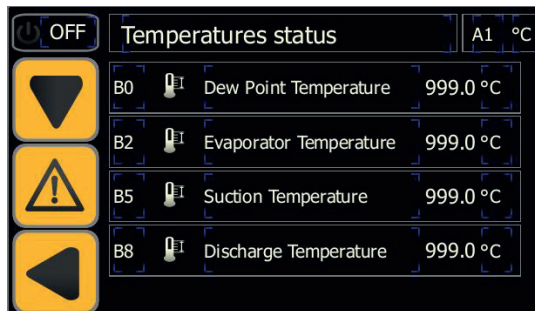 OFF Temperatures status A1 °C
B0 Dew Point Temperature 999.0 °C
B2 Evaporator Temperature 999.0 °C
B5 Suction Temperature 999.0 °C
B8 Discharge Temperature 999.0 °C